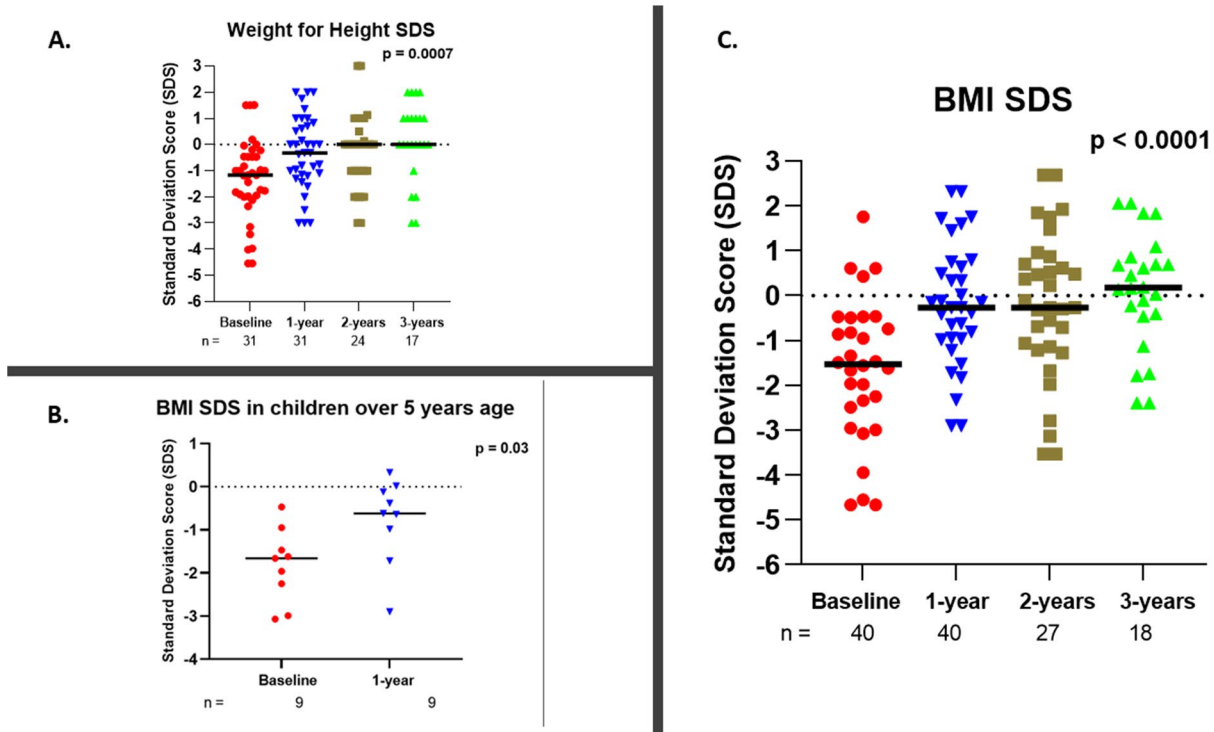 A.
Weight for Height SDS
p = 0.0007
Standard Deviation Score (SDS)
3
2
1
0
-1
-2
-3
-4
-5
-6
Baseline 1-year 2-years 3-years
n = 31 31 24 17
B.
BMI SDS in children over 5 years age
p = 0.03
Standard Deviation Score (SDS)
1
0
-1
-2
-3
-4
Baseline 1-year
n = 9 9
C.
BMI SDS
p < 0.0001
Standard Deviation Score (SDS)
3
2
1
0
-1
-2
-3
-4
-5
-6
Baseline 1-year 2-years 3-years
n = 40 40 27 18